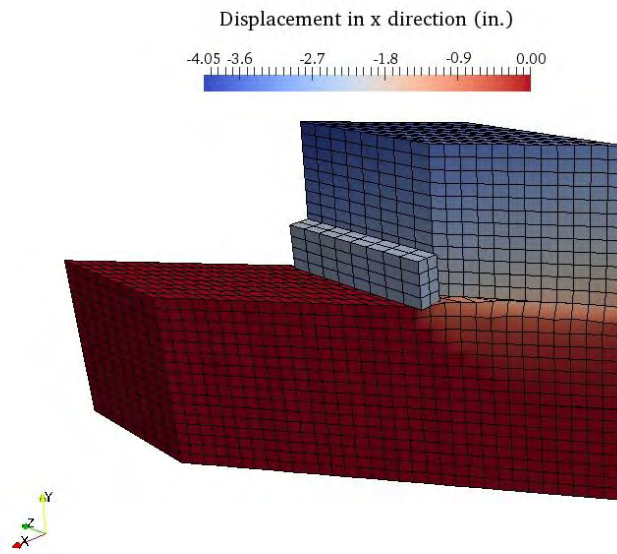 Displacement in x direction (in.)
-4.05 -3.6 -2.7 -1.8 -0.9 0.00
Y
Z
X